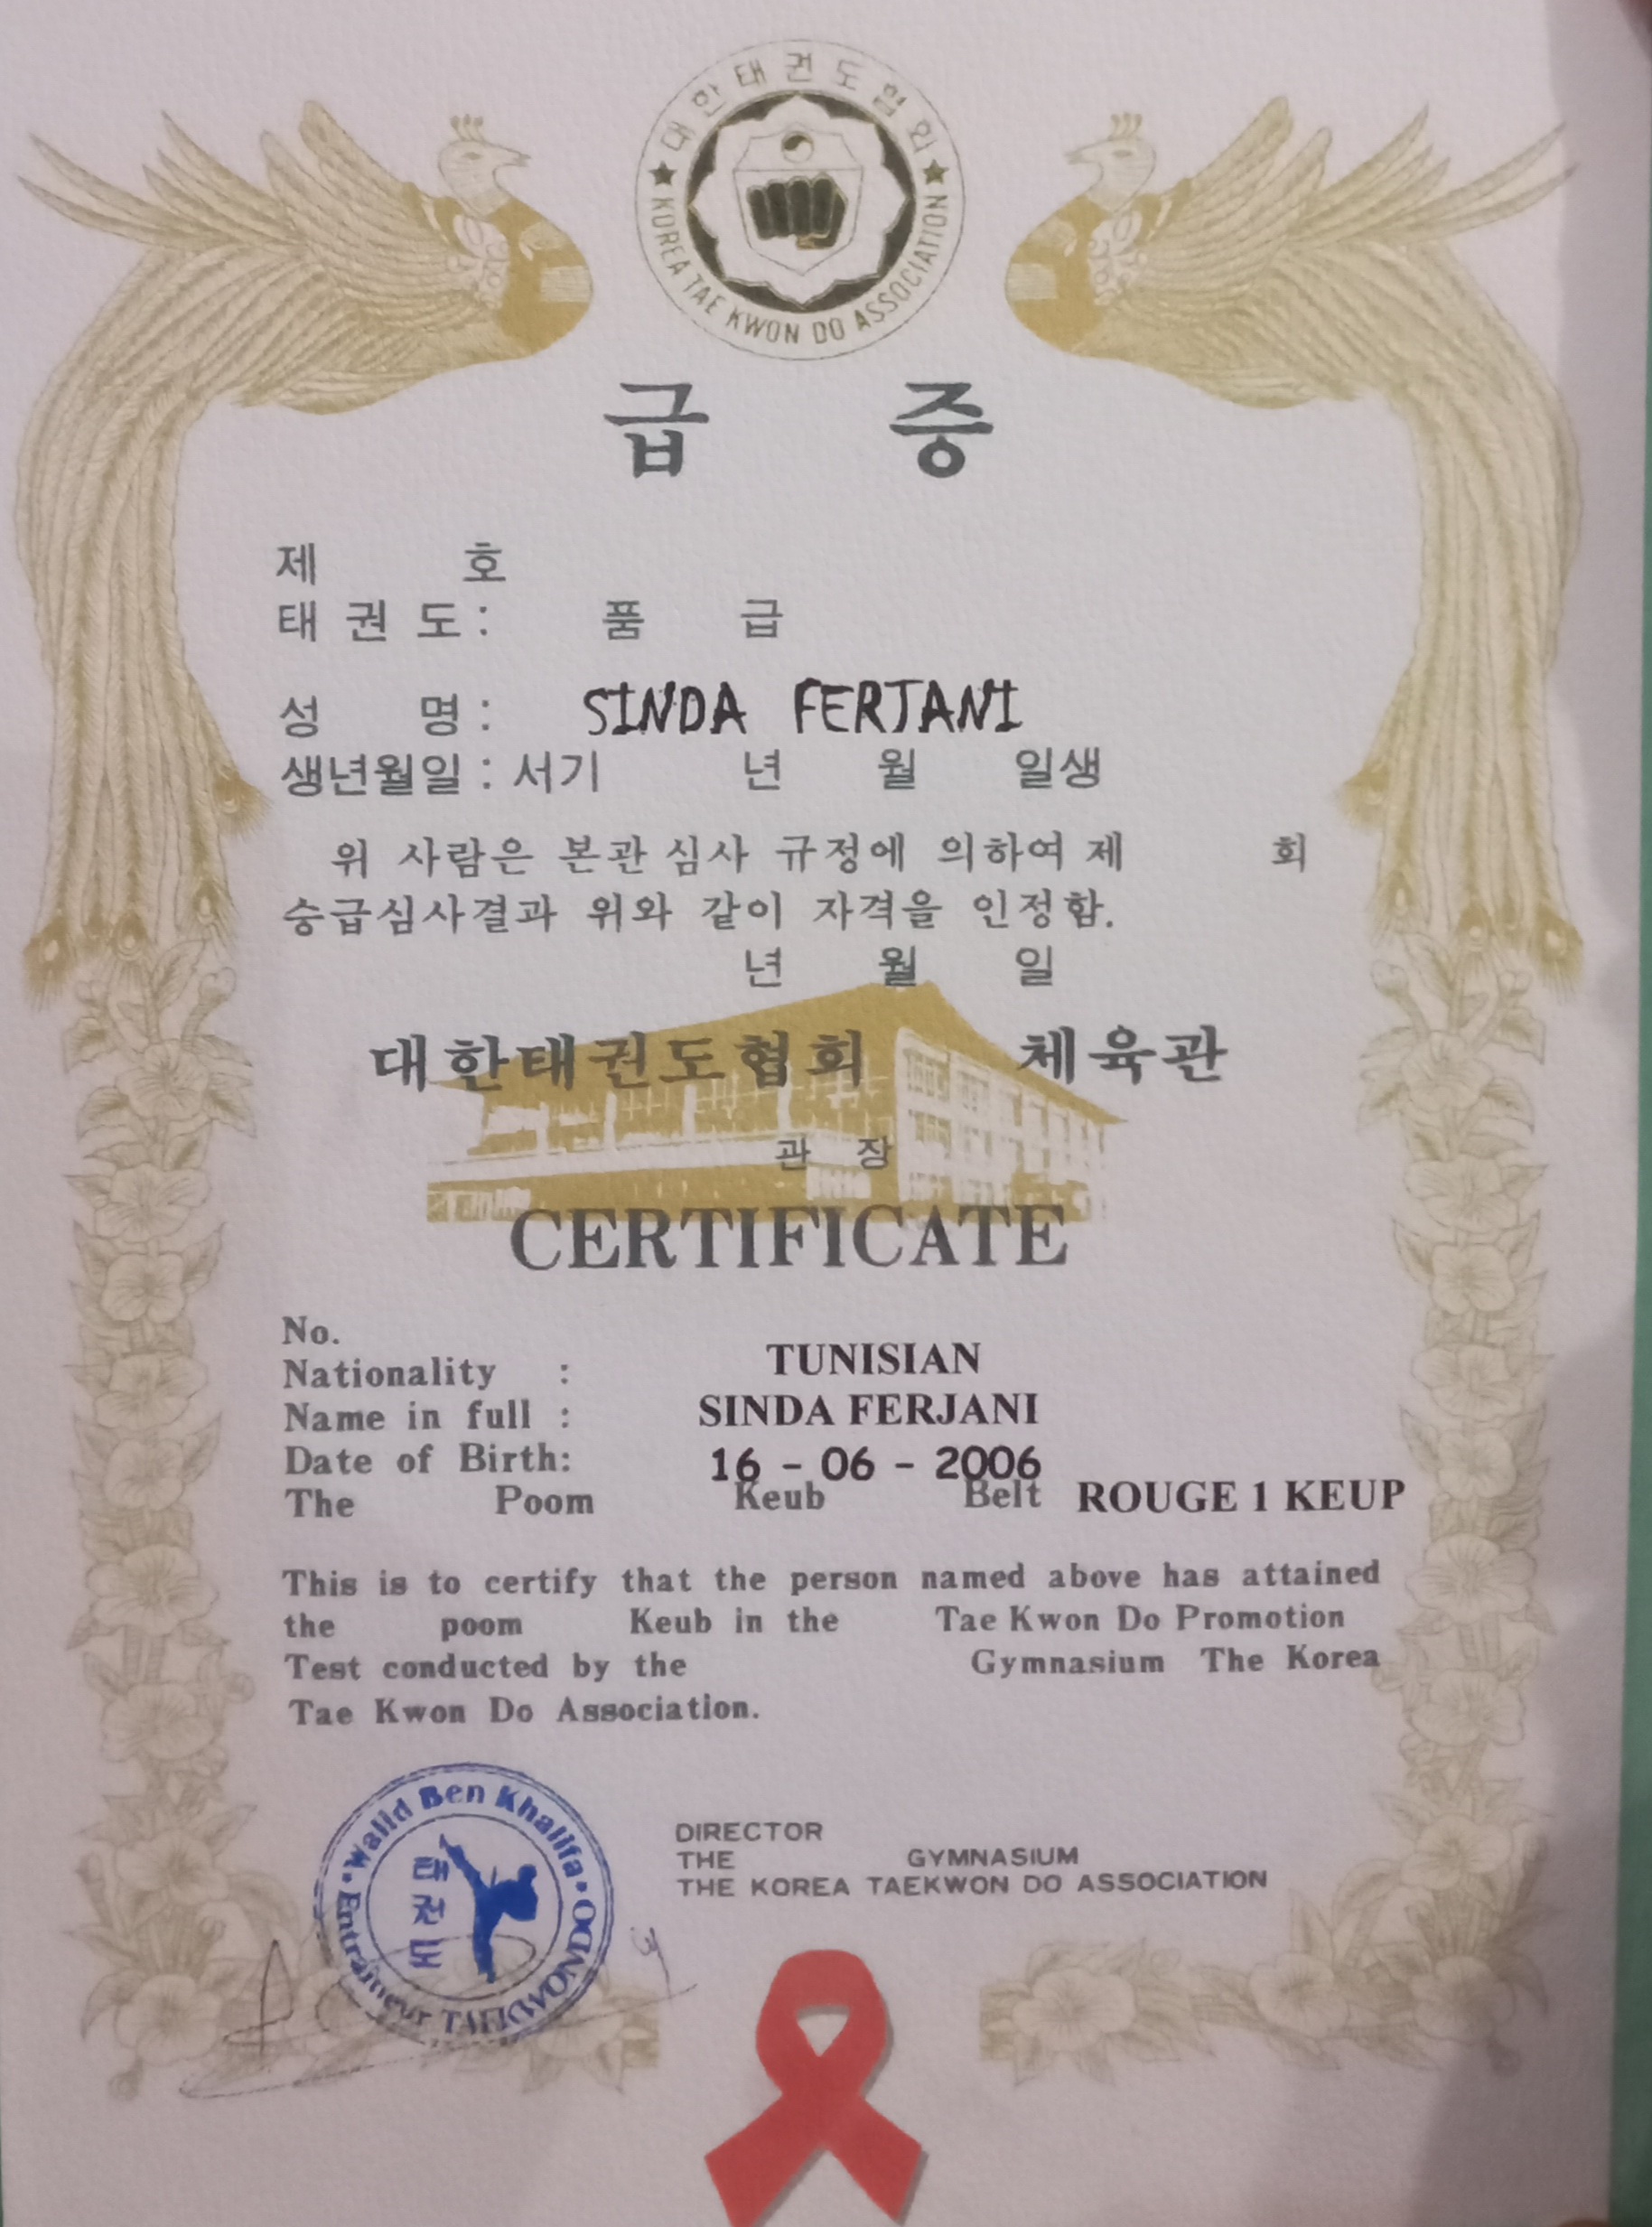 대한태권도협회
★ KOREA TAE KWON DO ASSOCIATION ★
급 증
제 호
태 권 도 : 품 급
성 명 : SINDA FERJANI
생년월일 : 서기 년 월 일생
위 사람은 본관 심사 규정에 의하여 제 회
승급심사결과 위와 같이 자격을 인정함.
년 월 일
대한태권도협회 체육관
관 장
CERTIFICATE
No.
Nationality : TUNISIAN
Name in full : SINDA FERJANI
Date of Birth: 16 - 06 - 2006
The Poom Keub Belt ROUGE 1 KEUP
This is to certify that the person named above has attained
the poom Keub in the Tae Kwon Do Promotion
Test conducted by the Gymnasium The Korea
Tae Kwon Do Association.
Walid Ben Khalifa
태권도
Entraîneur TAEKWONDO
DIRECTOR
THE GYMNASIUM
THE KOREA TAEKWON DO ASSOCIATION